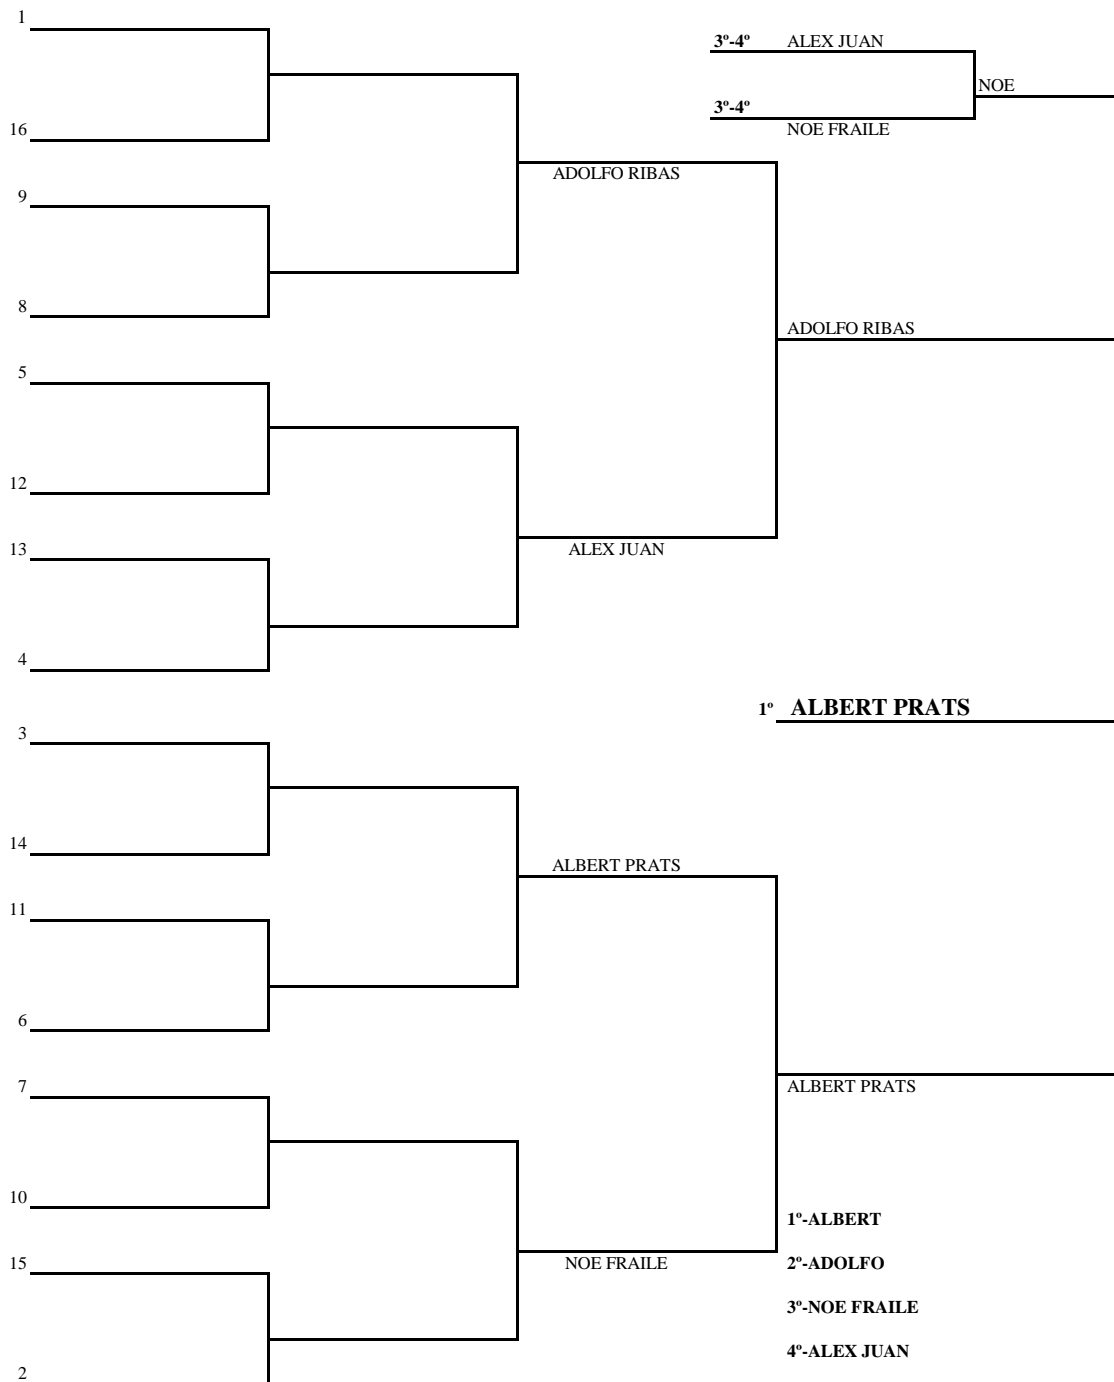 1
3º-4º ALEX JUAN
NOE
3º-4º
16
NOE FRAILE
ADOLFO RIBAS
9
8
ADOLFO RIBAS
5
12
13
ALEX JUAN
4
1º ALBERT PRATS
3
14
ALBERT PRATS
11
6
7
ALBERT PRATS
10
1º-ALBERT
15
NOE FRAILE
2º-ADOLFO
3º-NOE FRAILE
4º-ALEX JUAN
2